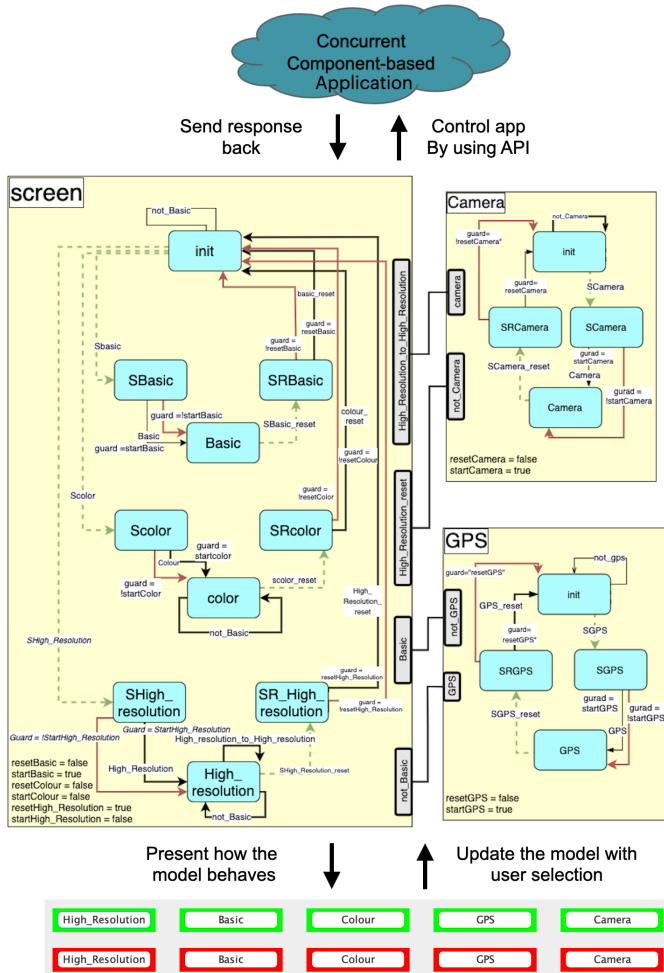 Concurrent
Component-based
Application
Send response
back
Control app
By using API
screen
not_Basic
init
basic_reset
guard =
resetBasic
guard =
!resetBasic
Sbasic
SBasic
SRBasic
guard =!startBasic
Basic
guard =startBasic
Basic
SBasic_reset
colour_
reset
guard =
!resetColour
guard =
!resetColor
Scolor
Scolor
SRcolor
Colour
guard =
startcolor
guard =
!startColor
color
scolor_reset
not_Basic
High_
Resolution_
reset
SHigh_Resolution
guard =
resetHigh_Resolution
guard =
!resetHigh_Resolution
SHigh_
resolution
SR_High_
resolution
Guard = StartHigh_Resolution
Guard = !StartHigh_Resolution
High_resolution_to_High_resolution
High_Resolution
High_
resolution
SHigh_Resolution_reset
not_Basic
resetBasic = false
startBasic = true
resetColour = false
startColour = false
resetHigh_Resolution = true
startHigh_Resolution = false
High_Resolution_to_High_Resolution
High_Resolution_reset
Basic
not_Basic
camera
not_Camera
not_GPS
GPS
Camera
not_Camera
guard=
!resetCamera"
init
guard=
resetCamera
SCamera
SRCamera
SCamera
SCamera_reset
gurad =
startCamera
Camera
gurad =
!startCamera
Camera
resetCamera = false
startCamera = true
GPS
not_gps
guard="resetGPS"
GPS_reset
init
guard=
resetGPS"
SGPS
SRGPS
SGPS
SGPS_reset
gurad =
startGPS
gurad =
!startGPS
GPS
GPS
resetGPS = false
startGPS = true
Present how the
model behaves
Update the model with
user selection
High_Resolution Basic Colour GPS Camera
High_Resolution Basic Colour GPS Camera